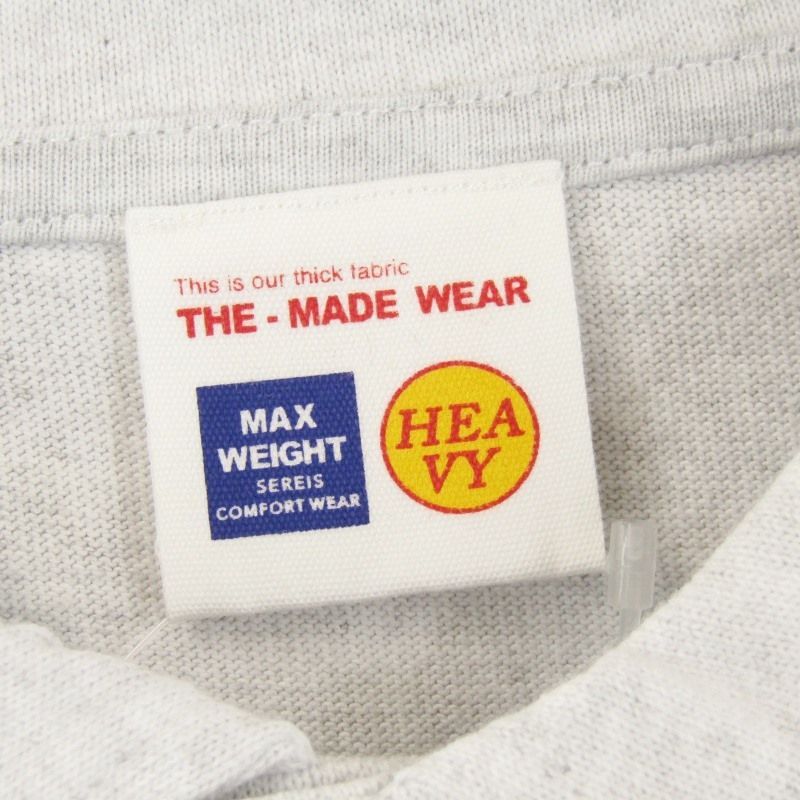 This is our thick fabric
THE - MADE WEAR
MAX
WEIGHT
SEREIS
COMFORT WEAR
HEA
VY